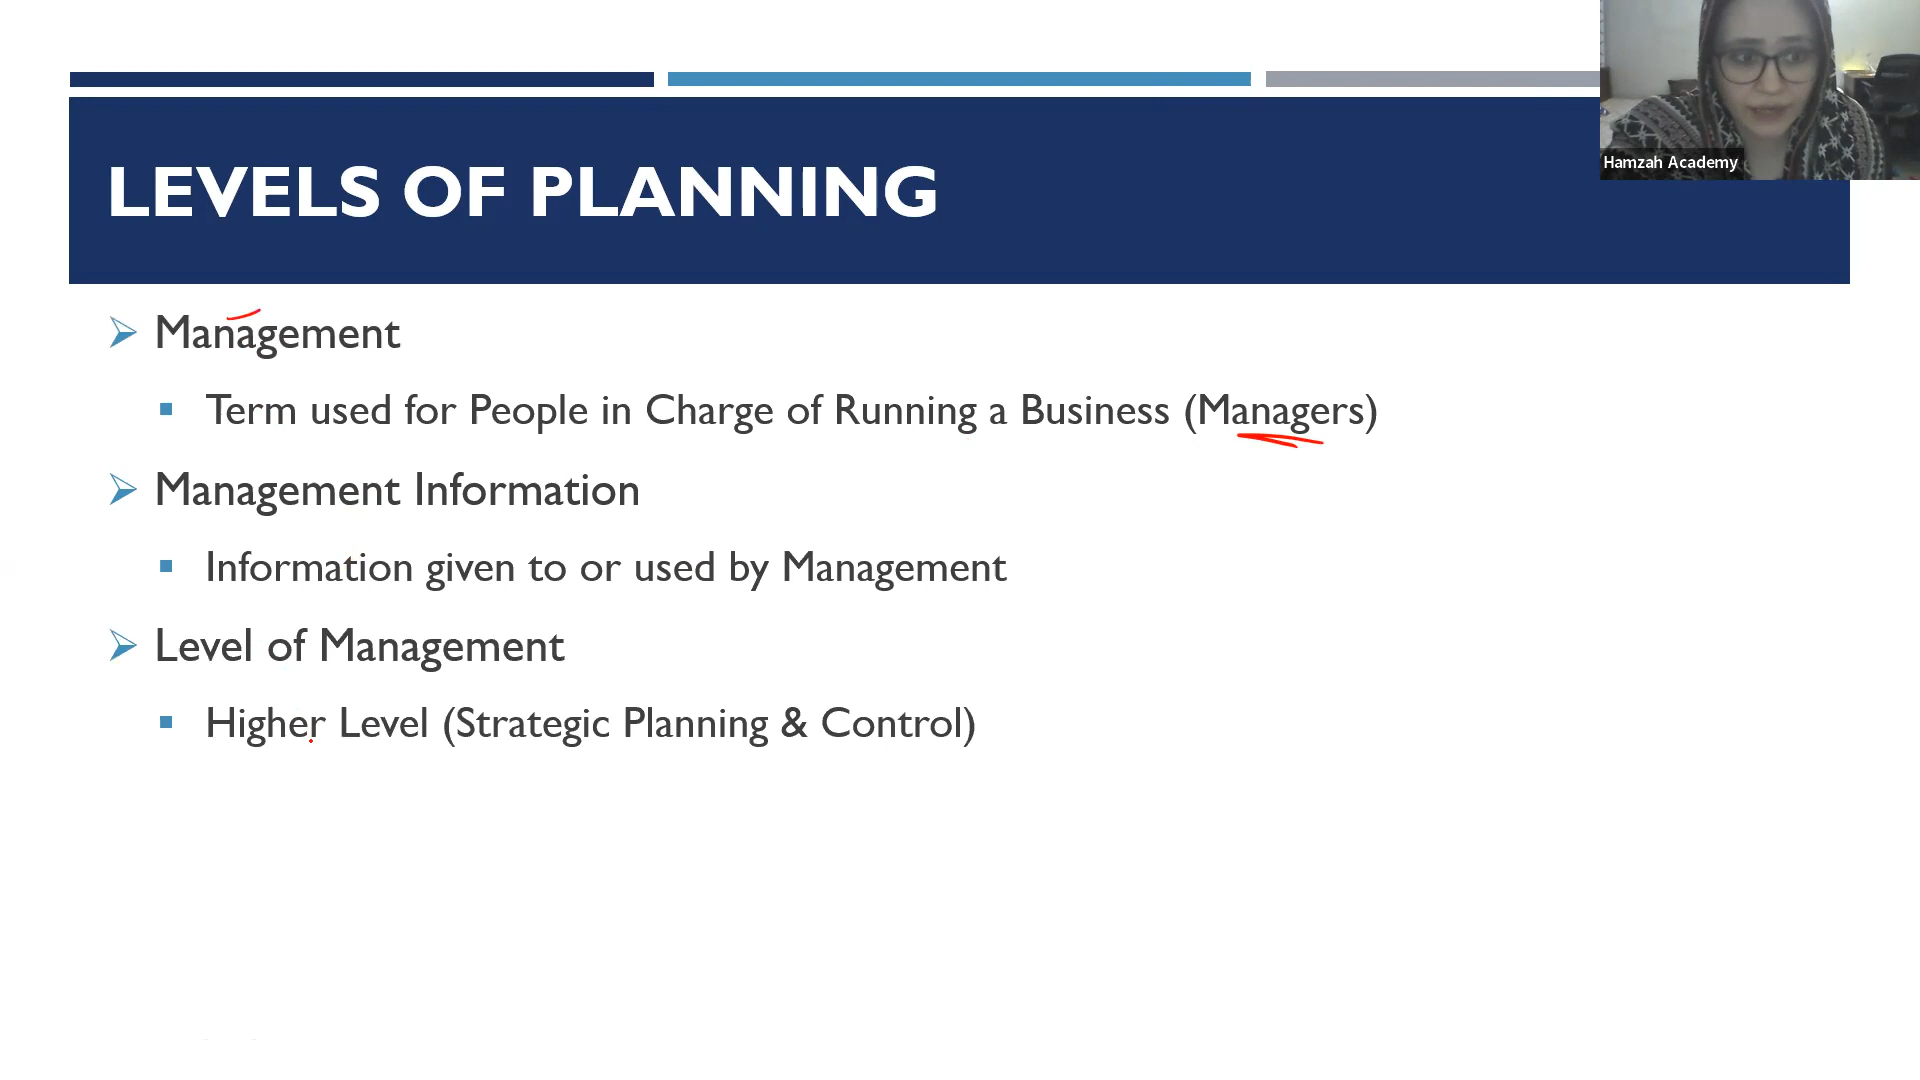 Hamzah Academy
LEVELS OF PLANNING
Management
Term used for People in Charge of Running a Business (Managers)
Management Information
Information given to or used by Management
Level of Management
Higher Level (Strategic Planning & Control)